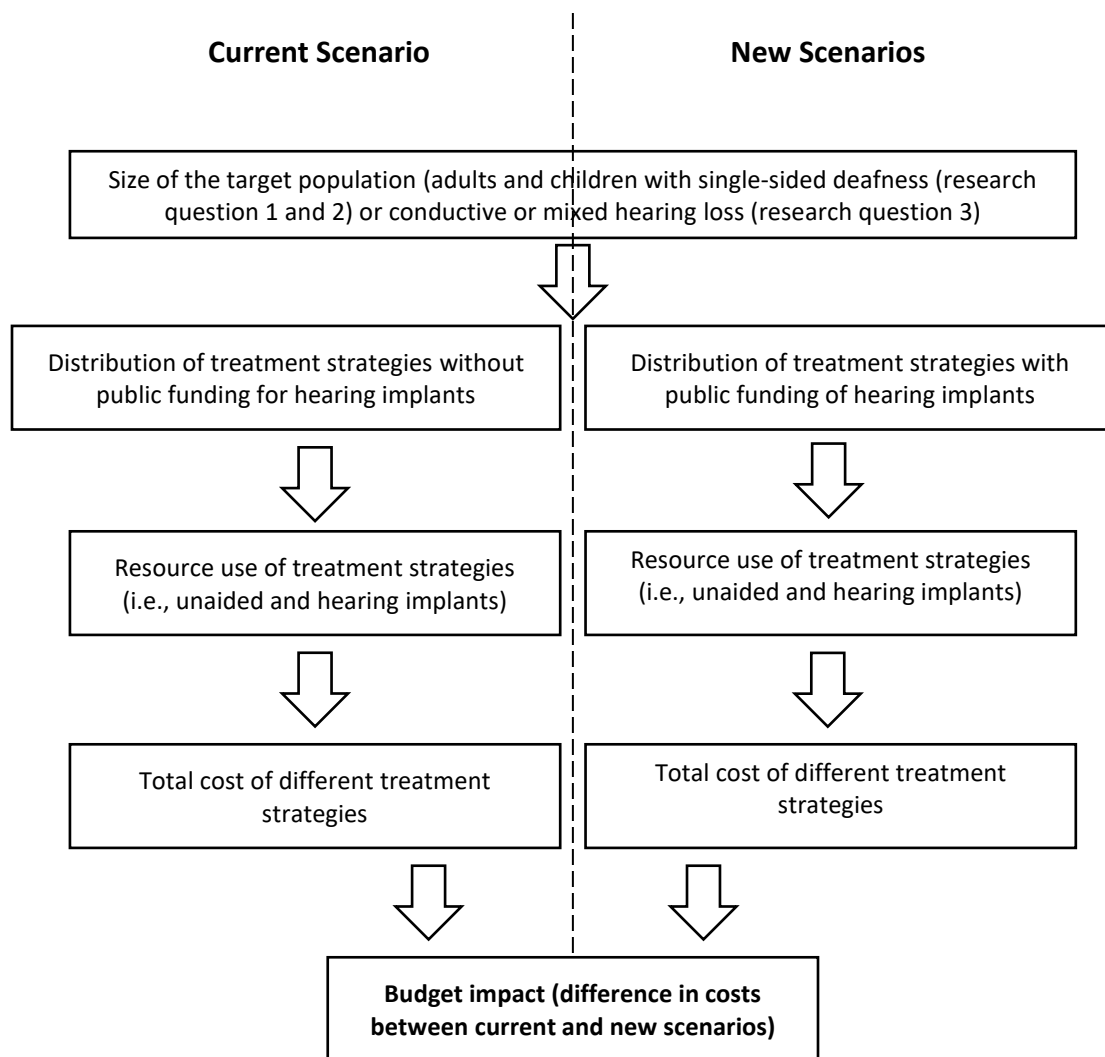 Current Scenario
New Scenarios
Size of the target population (adults and children with single-sided deafness (research
question 1 and 2) or conductive or mixed hearing loss (research question 3)
Distribution of treatment strategies without
public funding for hearing implants
Distribution of treatment strategies with
public funding of hearing implants
Resource use of treatment strategies
(i.e., unaided and hearing implants)
Resource use of treatment strategies
(i.e., unaided and hearing implants)
Total cost of different treatment
strategies
Total cost of different treatment
strategies
Budget impact (difference in costs
between current and new scenarios)